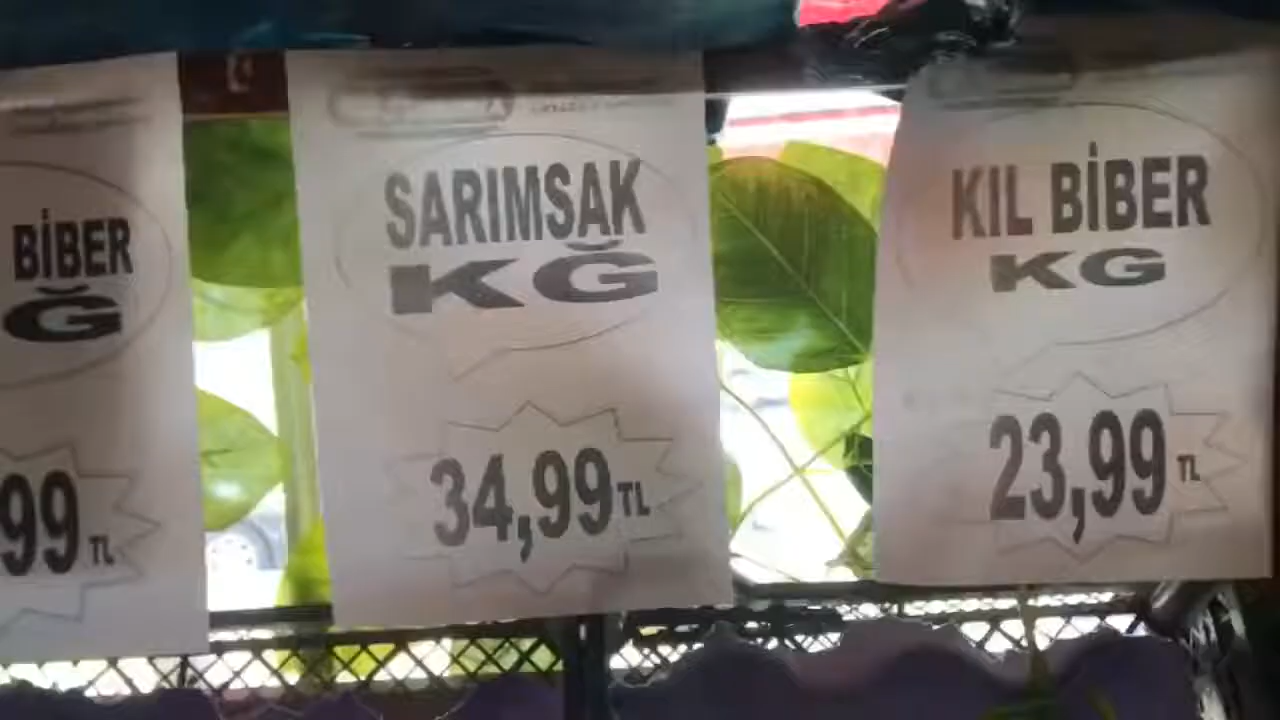 BİBER
Ğ
99 TL
SARIMSAK
KĞ
34,99 TL
KIL BİBER
KG
23,99 TL